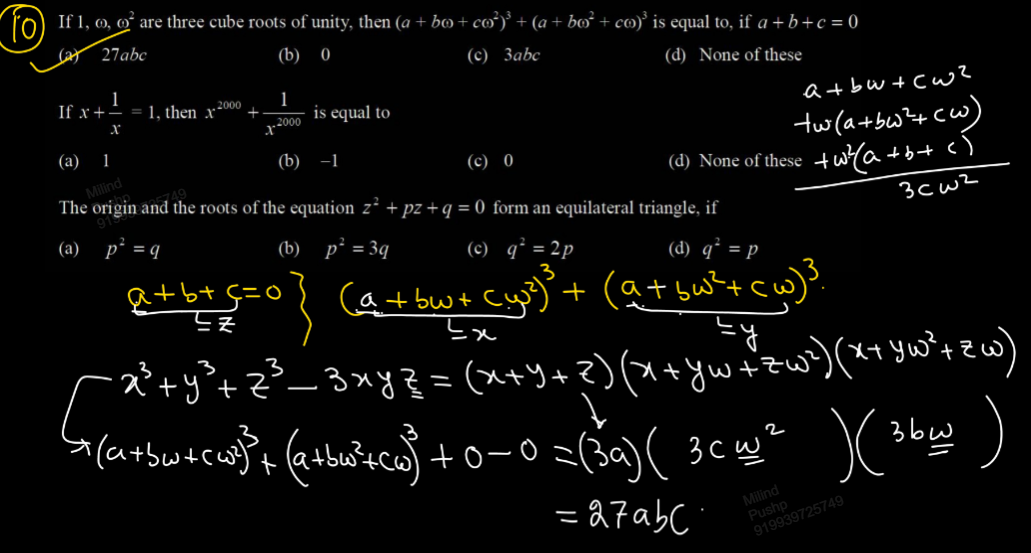 10 If 1, ω, ω² are three cube roots of unity, then (a + bω + cω²)³ + (a + bω² + cω)³ is equal to, if a + b + c = 0
(a) 27abc (b) 0 (c) 3abc (d) None of these
a + bω + cω²
If x + 1/x = 1, then x²⁰⁰⁰ + 1/x²⁰⁰⁰ is equal to
+ω(a+bω²+cω)
(a) 1 (b) –1 (c) 0 (d) None of these
+ω²(a+b+c)
3cω²
Milind
Pushp
919939725749
The origin and the roots of the equation z² + pz + q = 0 form an equilateral triangle, if
(a) p² = q (b) p² = 3q (c) q² = 2p (d) q² = p
a+b+c=0 } (a+bω+cω²)³ + (a+bω²+cω)³.
z x y
x³+y³+z³–3xyz = (x+y+z)(x+yω+zω²)(x+yω²+zω)
(a+bω+cω²)³+(a+bω²+cω)³+0–0 = (3a)(3cω²)(3bω)
= 27abc.
Milind
Pushp
919939725749